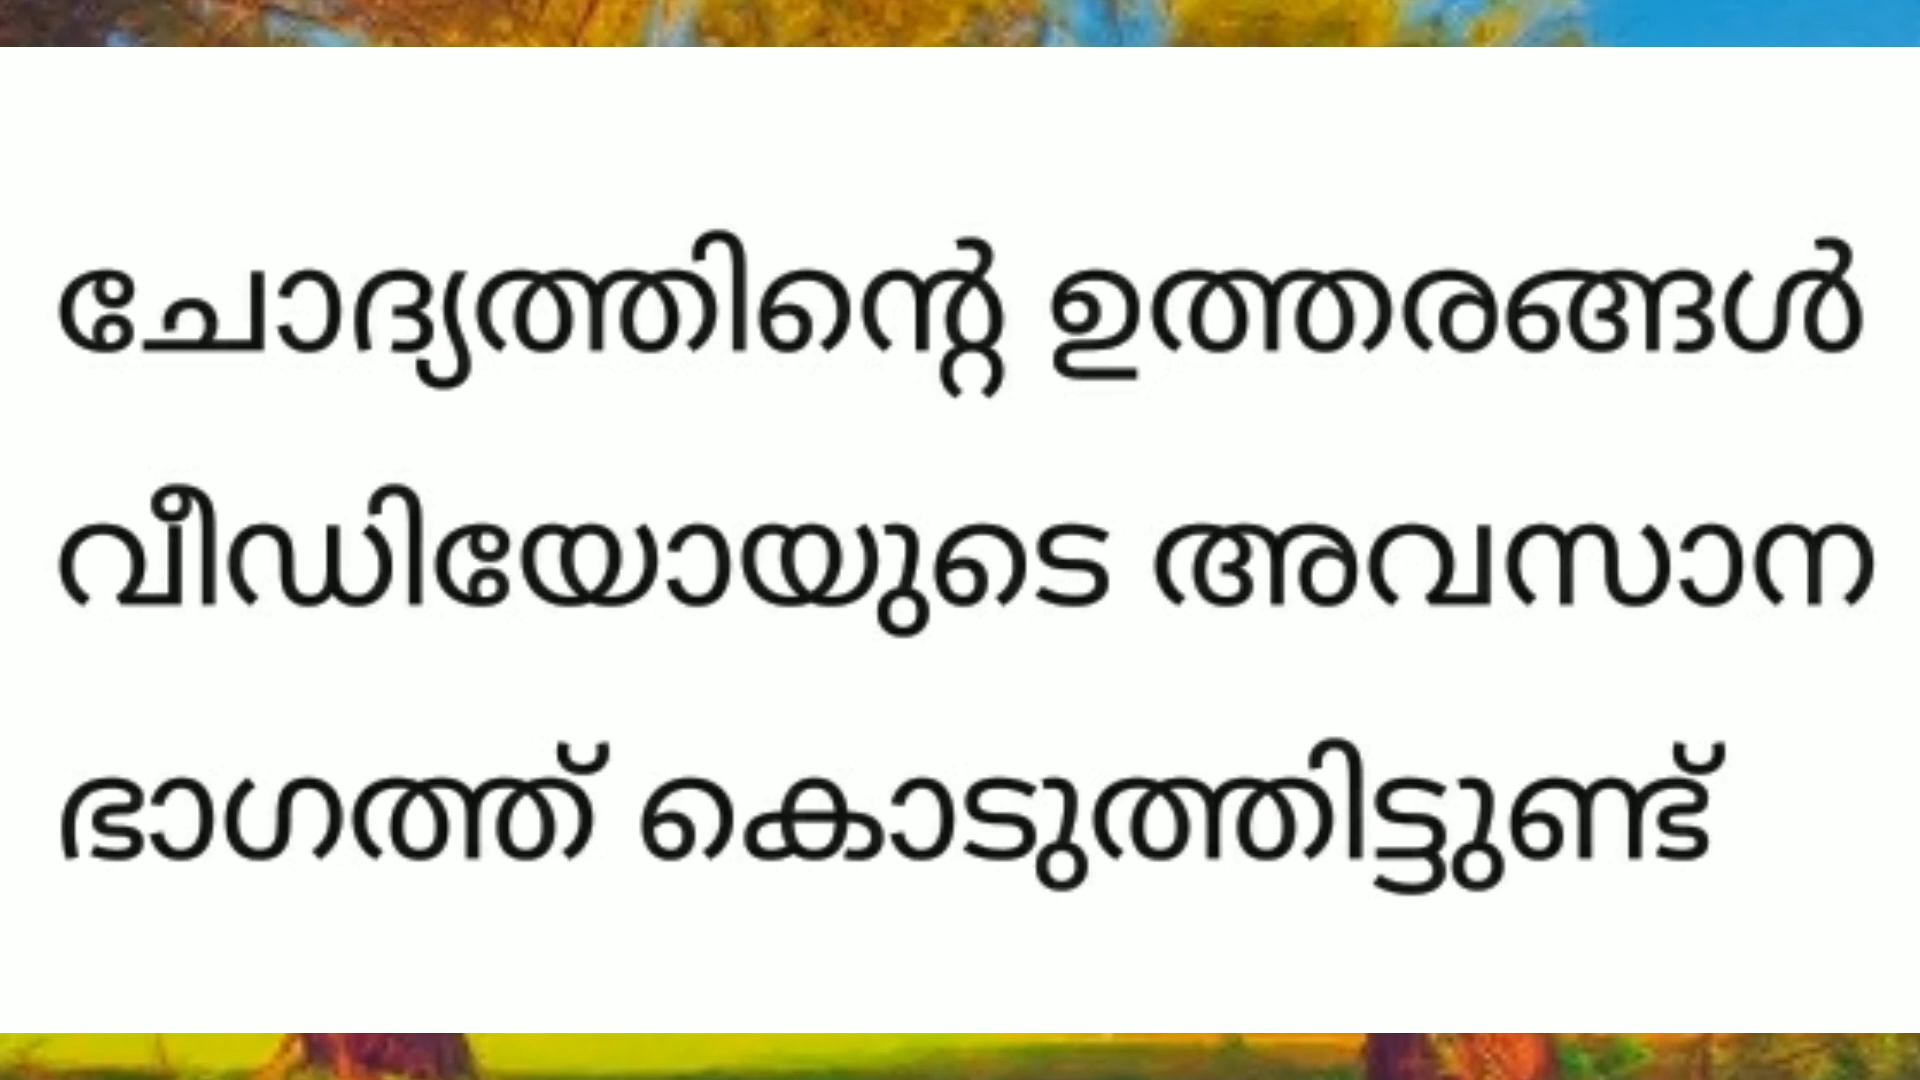 ചോദ്യത്തിന്റെ ഉത്തരങ്ങൾ
വീഡിയോയുടെ അവസാന
ഭാഗത്ത് കൊടുത്തിട്ടുണ്ട്